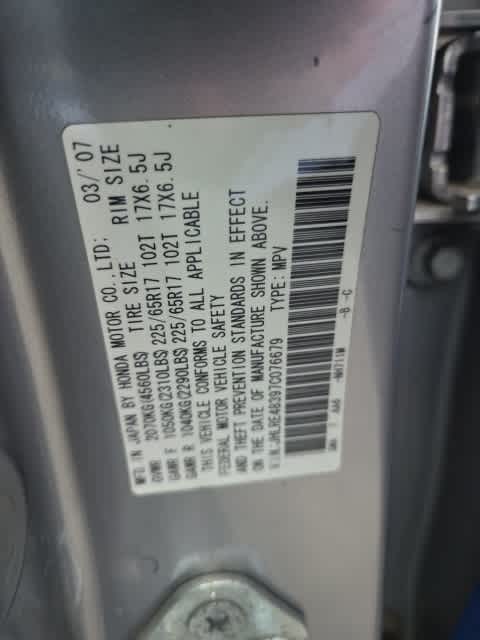 MFD. IN JAPAN BY HONDA MOTOR CO., LTD: 03/'07
TIRE SIZE RIM SIZE
GVWR 2070KG(4560LBS)
GAWR F 1050KG(2310LBS) 225/65R17 102T 17X6.5J
GAWR R 1040KG(2290LBS) 225/65R17 102T 17X6.5J
THIS VEHICLE CONFORMS TO ALL APPLICABLE
FEDERAL MOTOR VEHICLE SAFETY
AND THEFT PREVENTION STANDARDS IN EFFECT
ON THE DATE OF MANUFACTURE SHOWN ABOVE.
VIN: JHLRE48397C076679 TYPE: MPV
-B -C